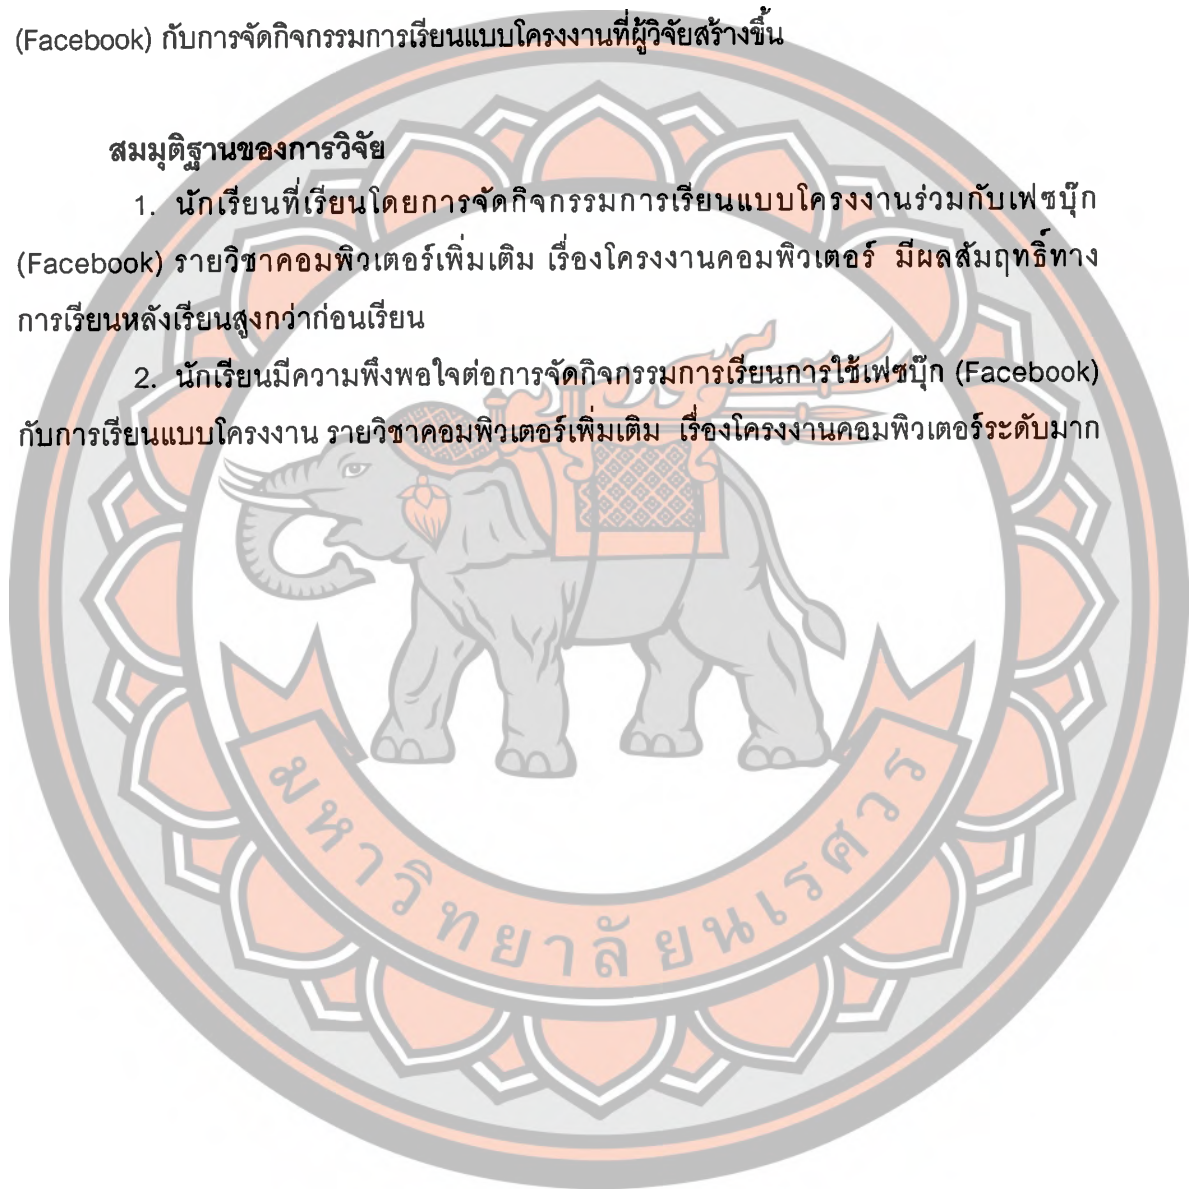 (Facebook) กับการจัดกิจกรรมการเรียนแบบโครงงานที่ผู้วิจัยสร้างขึ้น
สมมุติฐานของการวิจัย
1. นักเรียนที่เรียนโดยการจัดกิจกรรมการเรียนแบบโครงงานร่วมกับเฟซบุ๊ก
(Facebook) รายวิชาคอมพิวเตอร์เพิ่มเติม เรื่องโครงงานคอมพิวเตอร์ มีผลสัมฤทธิ์ทาง
การเรียนหลังเรียนสูงกว่าก่อนเรียน
2. นักเรียนมีความพึงพอใจต่อการจัดกิจกรรมการเรียนการใช้เฟซบุ๊ก (Facebook)
กับการเรียนแบบโครงงาน รายวิชาคอมพิวเตอร์เพิ่มเติม เรื่องโครงงานคอมพิวเตอร์ระดับมาก
มหาวิทยาลัยนเรศวร